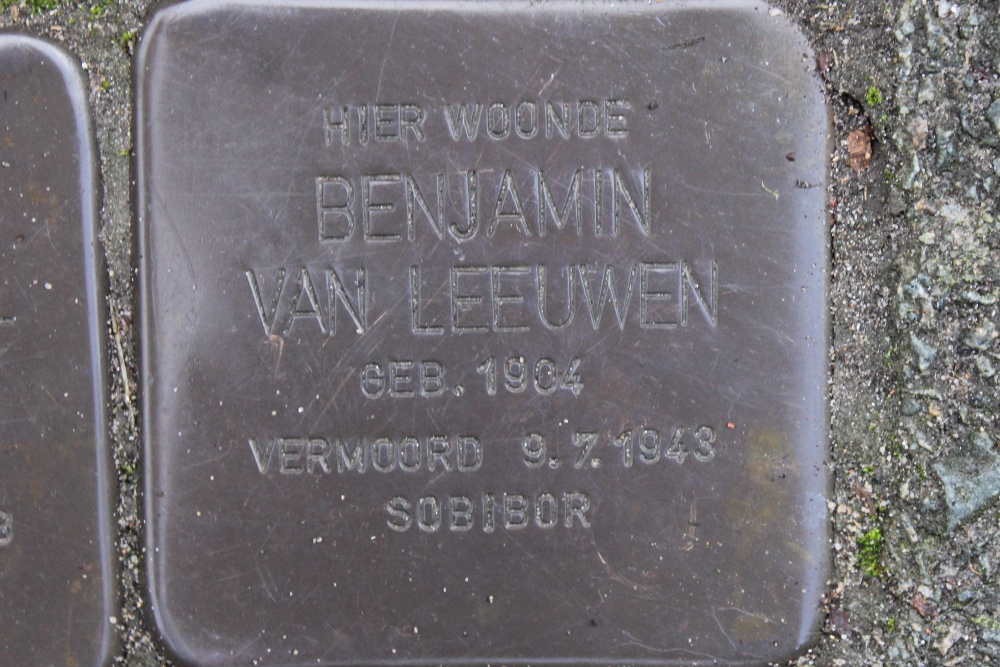 HIER WOONDE
BENJAMIN
VAN LEEUWEN
GEB. 1904
VERMOORD 9.7.1943
SOBIBOR